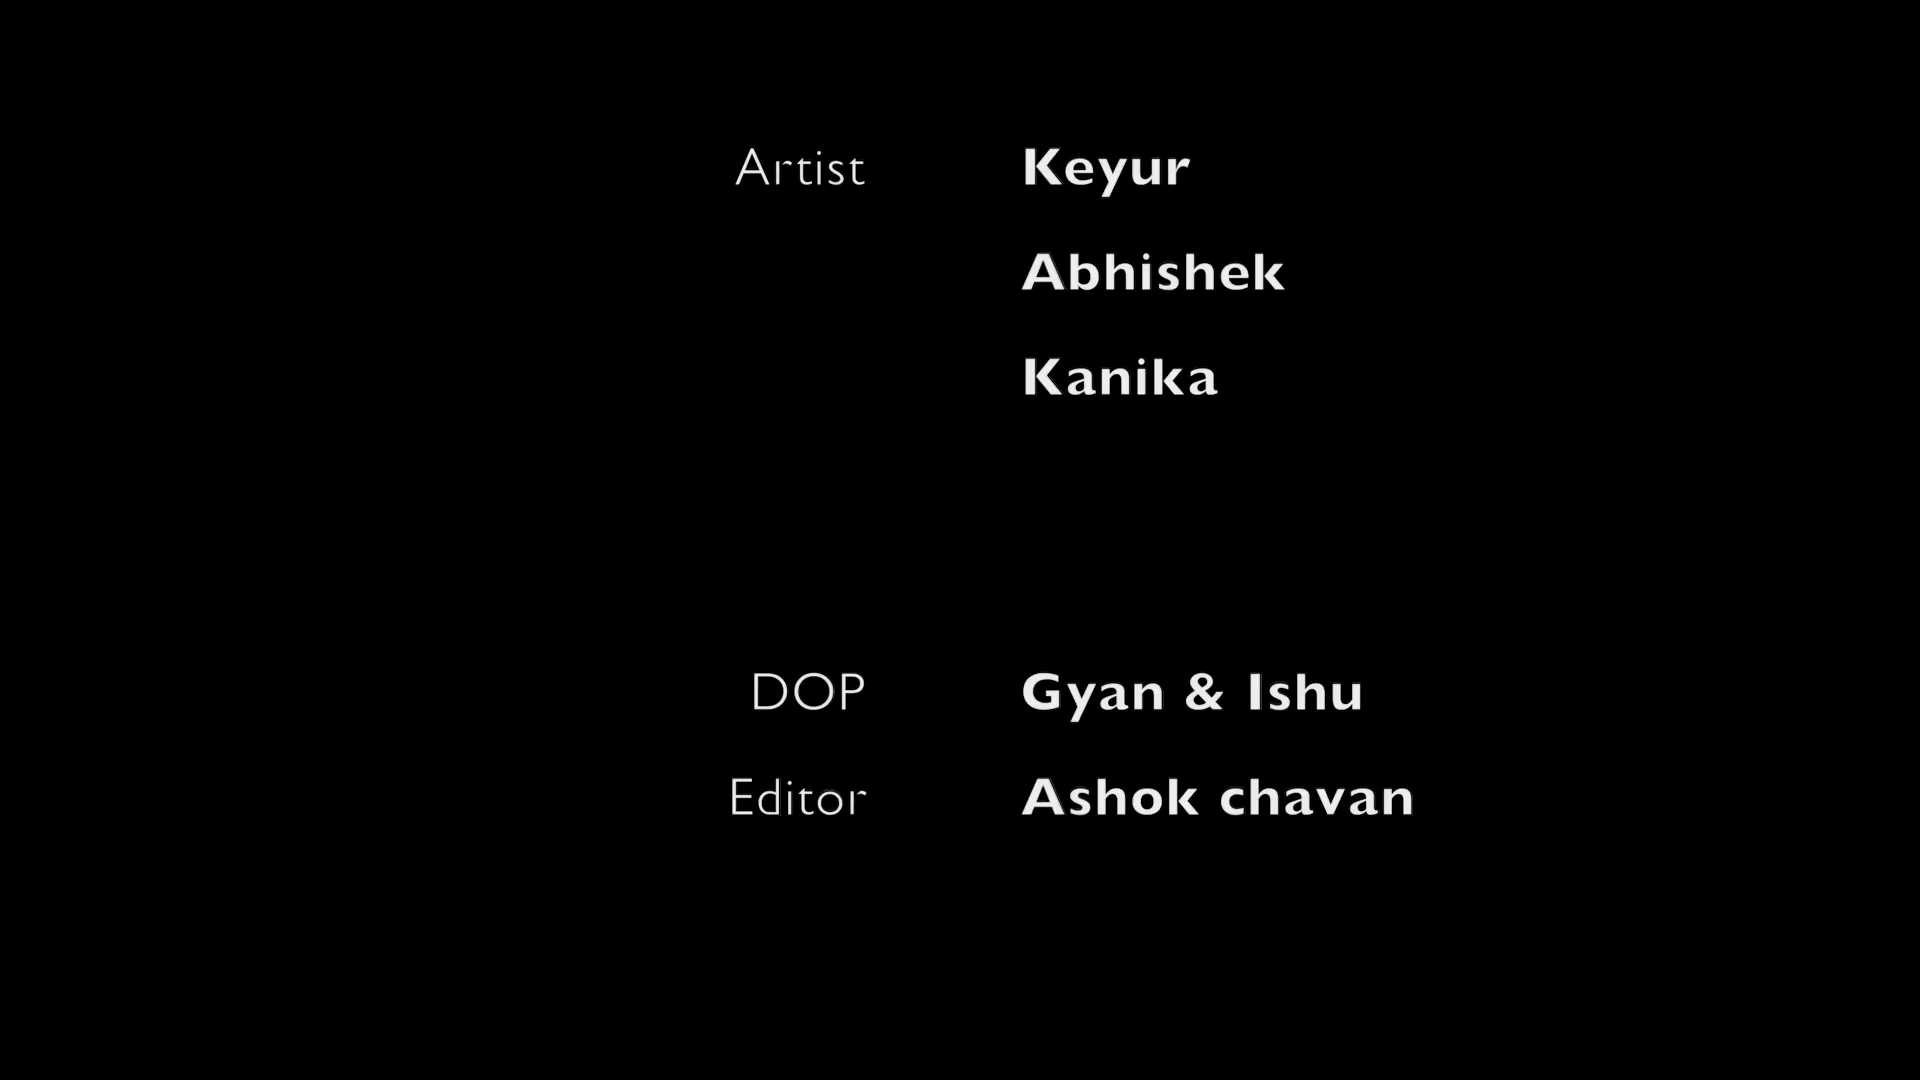 Artist Keyur
Abhishek
Kanika
DOP Gyan & Ishu
Editor Ashok chavan